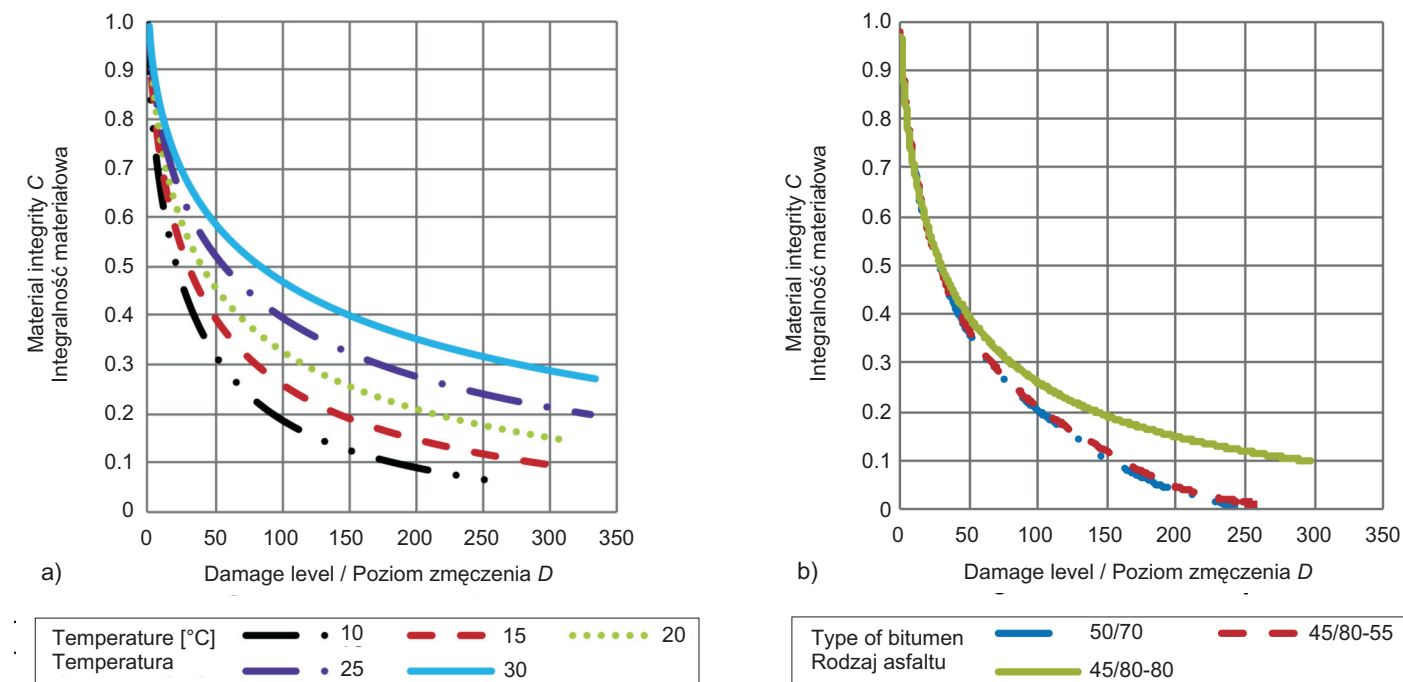 Material integrity C
Integralność materiałowa
1.0
0.9
0.8
0.7
0.6
0.5
0.4
0.3
0.2
0.1
0
0 50 100 150 200 250 300 350
a)
Damage level / Poziom zmęczenia D
Temperature [°C] 10 15 20
Temperatura 25 30
Material integrity C
Integralność materiałowa
1.0
0.9
0.8
0.7
0.6
0.5
0.4
0.3
0.2
0.1
0
0 50 100 150 200 250 300 350
b)
Damage level / Poziom zmęczenia D
Type of bitumen 50/70 45/80-55
Rodzaj asfaltu 45/80-80